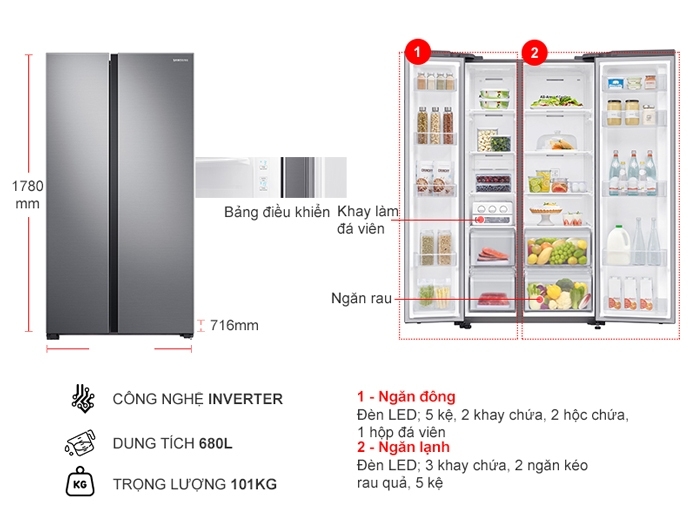 SAMSUNG
1
2
1780
mm
Bảng điều khiển
Khay làm
đá viên
Ngăn rau
716mm
CÔNG NGHỆ INVERTER
DUNG TÍCH 680L
KG
TRỌNG LƯỢNG 101KG
1 - Ngăn đông
Đèn LED; 5 kệ, 2 khay chứa, 2 hộc chứa,
1 hộp đá viên
2 - Ngăn lạnh
Đèn LED; 3 khay chứa, 2 ngăn kéo
rau quả, 5 kệ